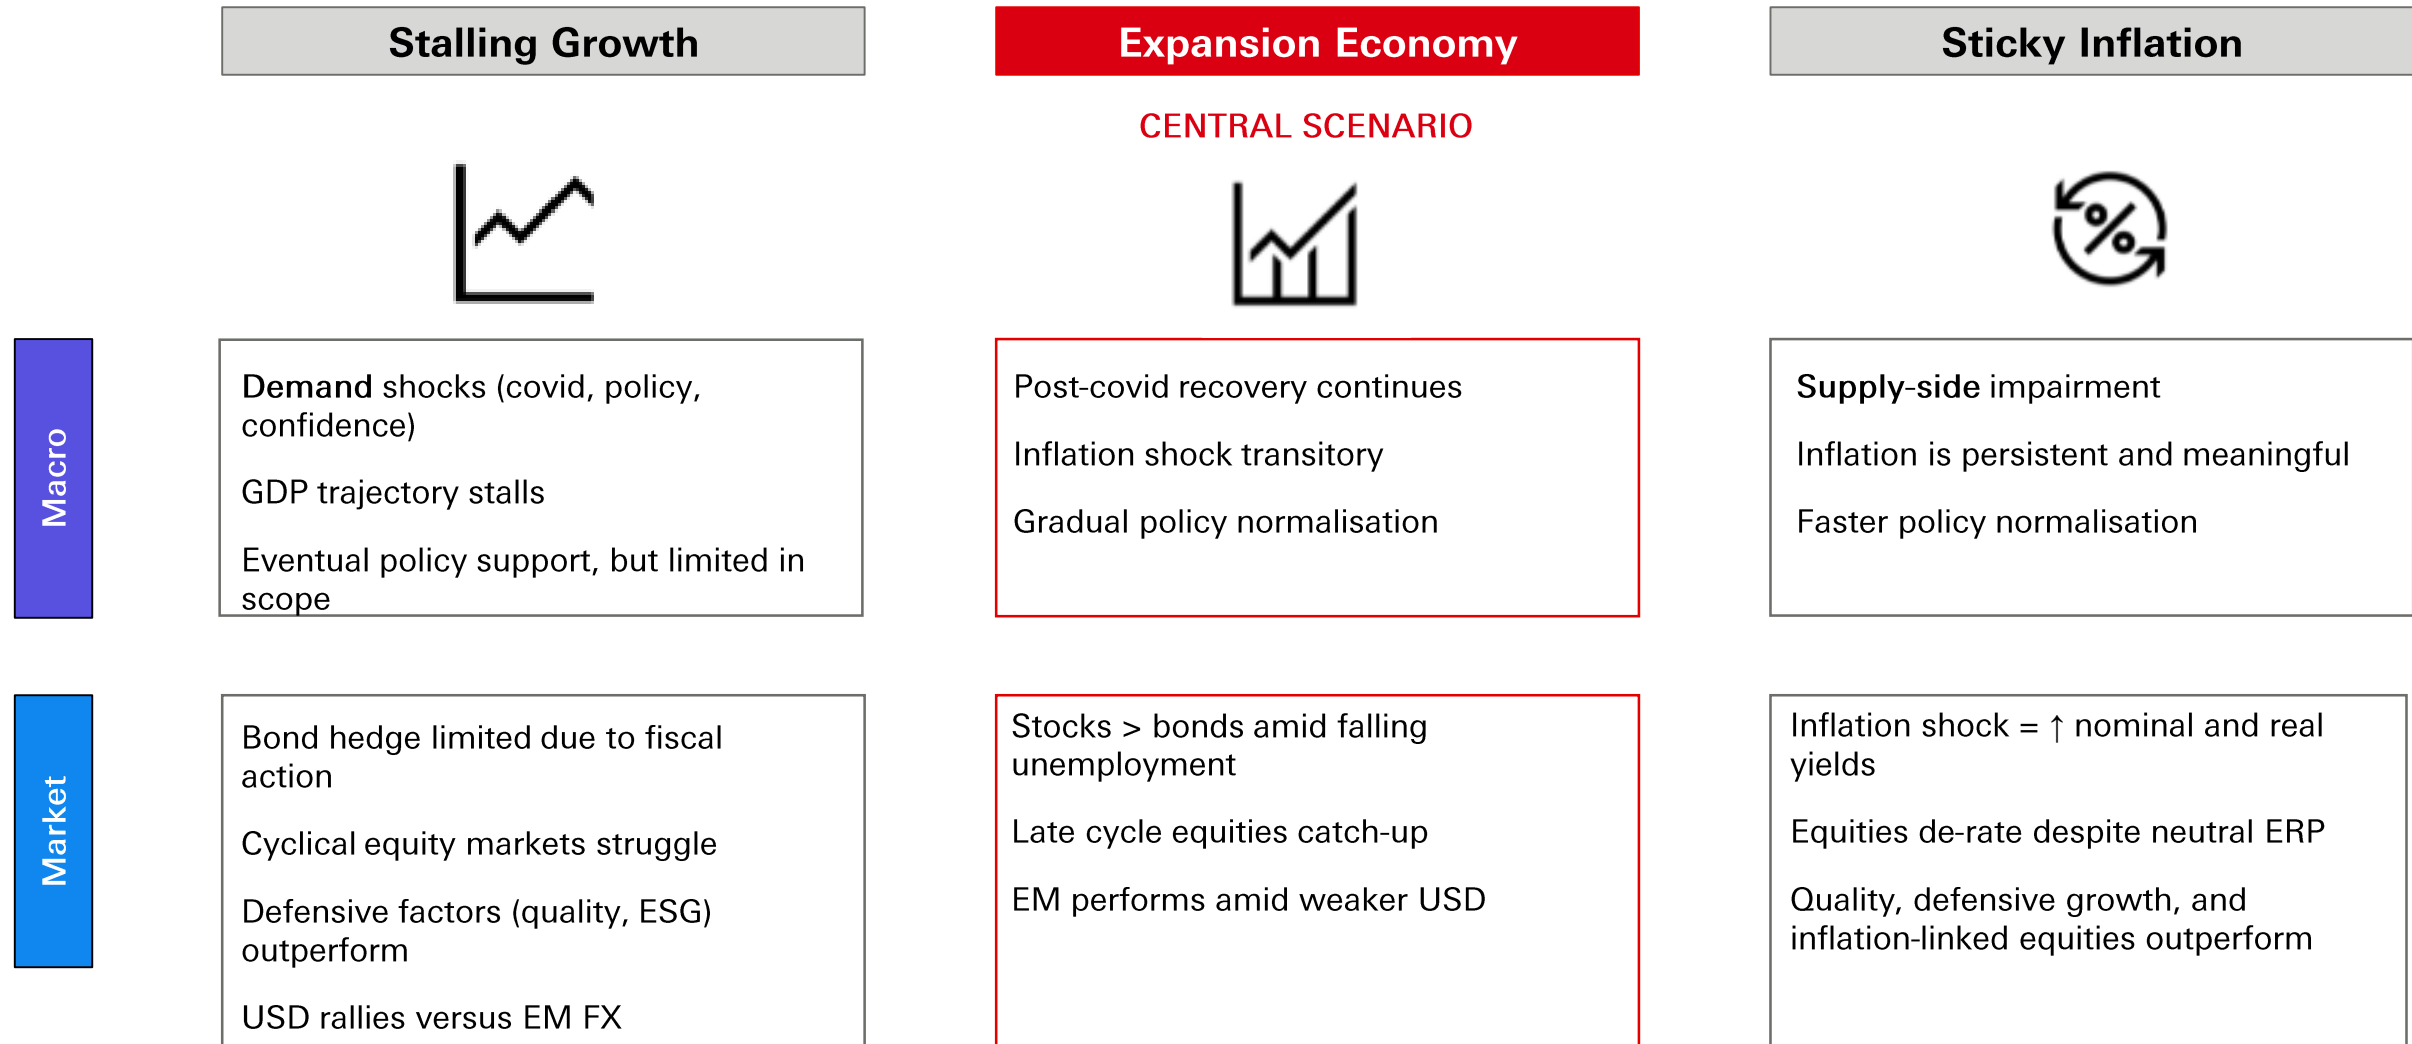 Stalling Growth
Expansion Economy
Sticky Inflation
CENTRAL SCENARIO
%
Macro
Demand shocks (covid, policy,
confidence)
GDP trajectory stalls
Eventual policy support, but limited in
scope
Post-covid recovery continues
Inflation shock transitory
Gradual policy normalisation
Supply-side impairment
Inflation is persistent and meaningful
Faster policy normalisation
Market
Bond hedge limited due to fiscal
action
Cyclical equity markets struggle
Defensive factors (quality, ESG)
outperform
USD rallies versus EM FX
Stocks > bonds amid falling
unemployment
Late cycle equities catch-up
EM performs amid weaker USD
Inflation shock = ↑ nominal and real
yields
Equities de-rate despite neutral ERP
Quality, defensive growth, and
inflation-linked equities outperform